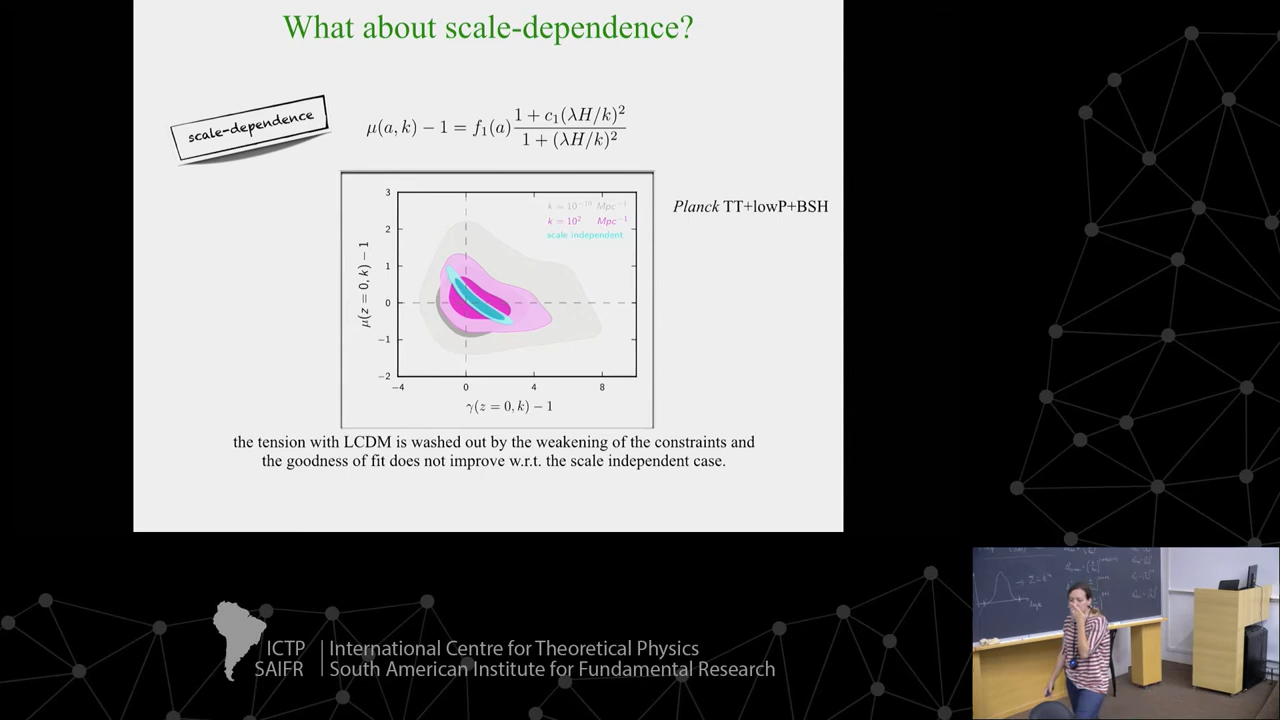 What about scale-dependence?
scale-dependence
μ(a, k) − 1 = f₁(a) (1 + c₁(λH/k)²) / (1 + (λH/k)²)
Planck TT+lowP+BSH
k = 10⁻¹⁰ Mpc⁻¹
k = 10² Mpc⁻¹
scale independent
μ(z = 0, k) − 1
3
2
1
0
−1
−2
−4 0 4 8
γ(z = 0, k) − 1
the tension with LCDM is washed out by the weakening of the constraints and
the goodness of fit does not improve w.r.t. the scale independent case.
ICTP International Centre for Theoretical Physics
SAIFR South American Institute for Fundamental Research